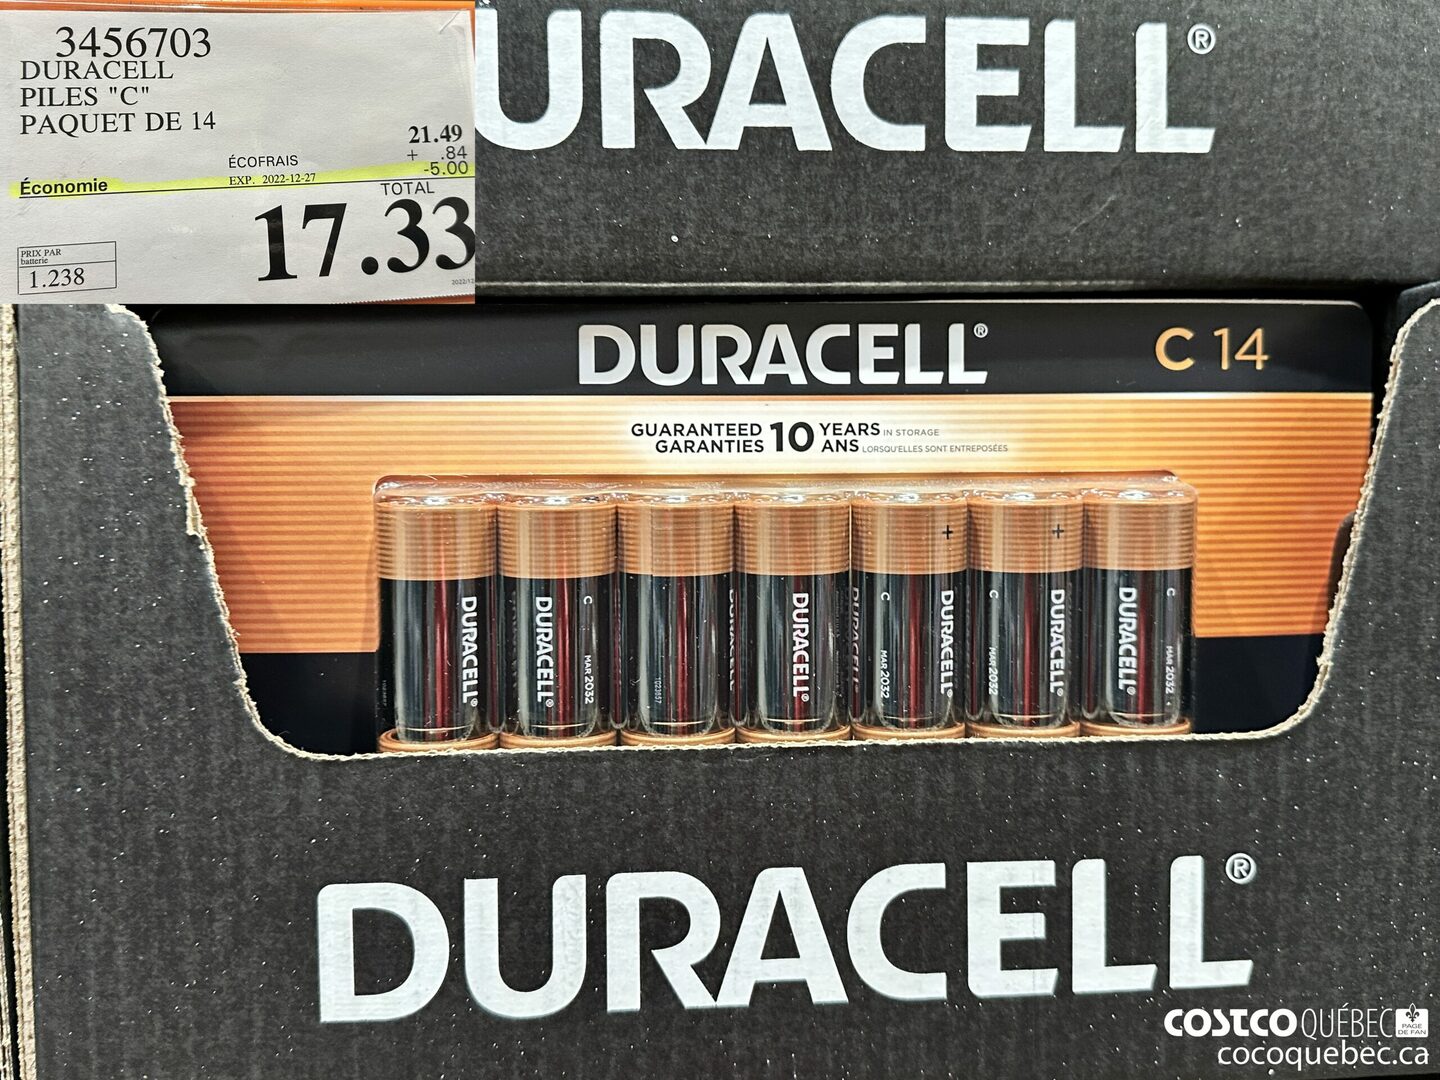 3456703
DURACELL
PILES "C"
PAQUET DE 14
21.49
ÉCOFRAIS + .84
Économie EXP. 2022-12-27 -5.00
TOTAL
17.33
PRIX PAR
batterie
1.238
URACELL®
DURACELL® C 14
GUARANTEED 10 YEARS IN STORAGE
GARANTIES ANS LORSQU'ELLES SONT ENTREPOSÉES
DURACELL®
DURACELL® C MAR 2032
DURACELL®
C MAR 2032 + DURACELL®
C MAR 2032 + DURACELL®
DURACELL® C MAR 2032
DURACELL®
COSTCO QUÉBEC PAGE DE FAN
cocoquebec.ca